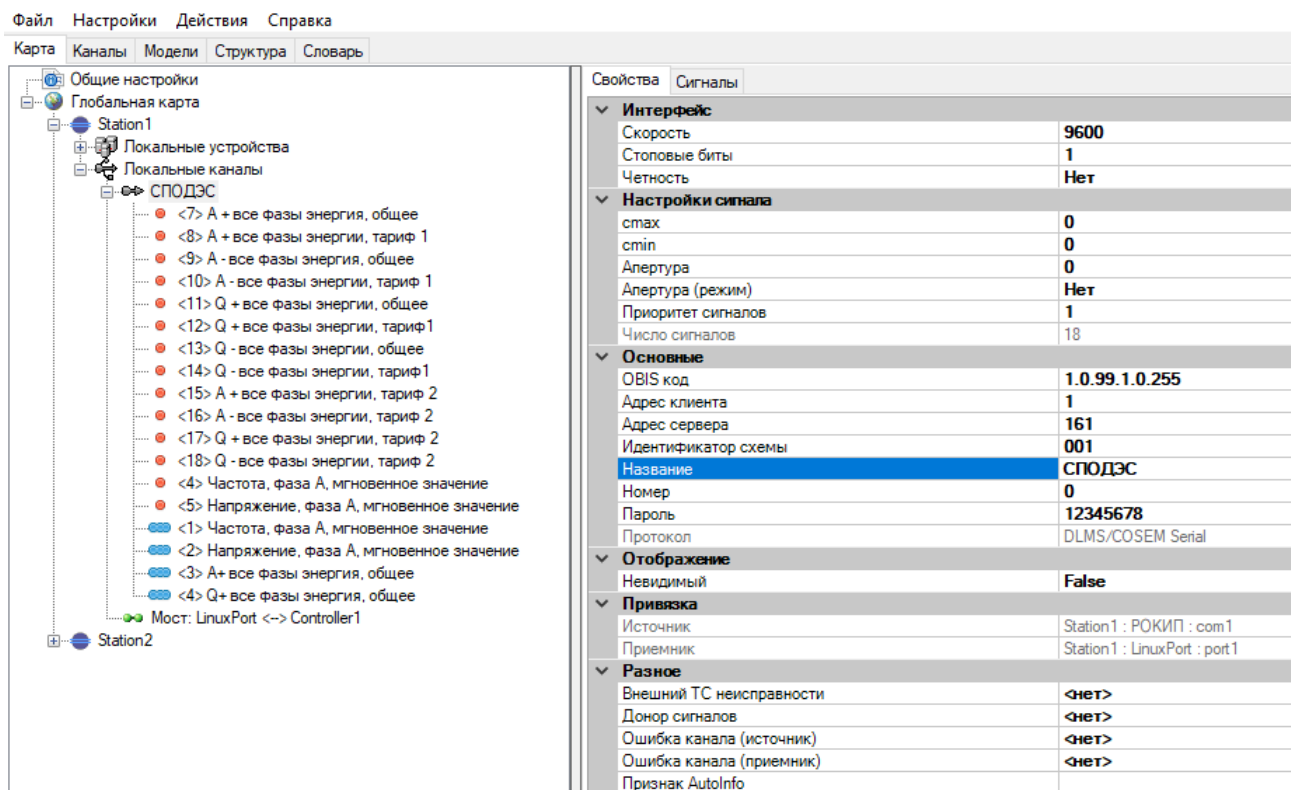 Файл Настройки Действия Справка
Карта Каналы Модели Структура Словарь
Общие настройки
Глобальная карта
Station1
Локальные устройства
Локальные каналы
СПОДЭС
<7> A + все фазы энергия, общее
<8> A + все фазы энергии, тариф 1
<9> A - все фазы энергия, общее
<10> A - все фазы энергии, тариф 1
<11> Q + все фазы энергии, общее
<12> Q + все фазы энергии, тариф1
<13> Q - все фазы энергии, общее
<14> Q - все фазы энергии, тариф1
<15> A + все фазы энергии, тариф 2
<16> A - все фазы энергии, тариф 2
<17> Q + все фазы энергии, тариф 2
<18> Q - все фазы энергии, тариф 2
<4> Частота, фаза А, мгновенное значение
<5> Напряжение, фаза А, мгновенное значение
<1> Частота, фаза А, мгновенное значение
<2> Напряжение, фаза А, мгновенное значение
<3> A+ все фазы энергия, общее
<4> Q+ все фазы энергия, общее
Мост: LinuxPort <--> Controller1
Station2
Свойства Сигналы
Интерфейс
Скорость 9600
Стоповые биты 1
Четность Нет
Настройки сигнала
cmax 0
cmin 0
Апертура 0
Апертура (режим) Нет
Приоритет сигналов 1
Число сигналов 18
Основные
OBIS код 1.0.99.1.0.255
Адрес клиента 1
Адрес сервера 161
Идентификатор схемы 001
Название СПОДЭС
Номер 0
Пароль 12345678
Протокол DLMS/COSEM Serial
Отображение
Невидимый False
Привязка
Источник Station1 : РОКИП : com1
Приемник Station1 : LinuxPort : port1
Разное
Внешний ТС неисправности <нет>
Донор сигналов <нет>
Ошибка канала (источник) <нет>
Ошибка канала (приемник) <нет>
Признак AutoInfo